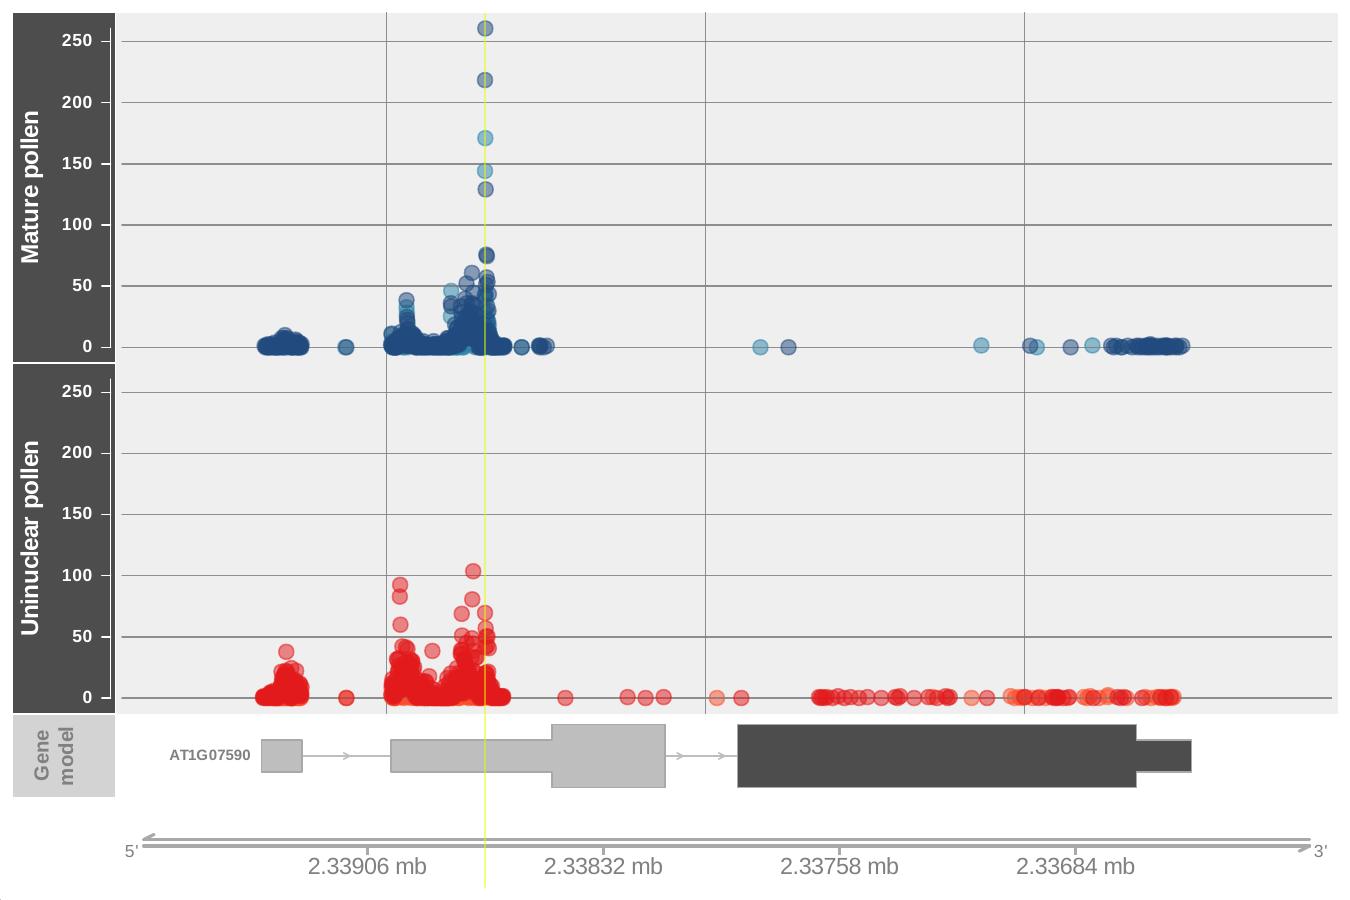 Mature pollen
250
200
150
100
50
0
Uninuclear pollen
250
200
150
100
50
0
Gene
model
AT1G07590
5'
3'
2.33906 mb
2.33832 mb
2.33758 mb
2.33684 mb